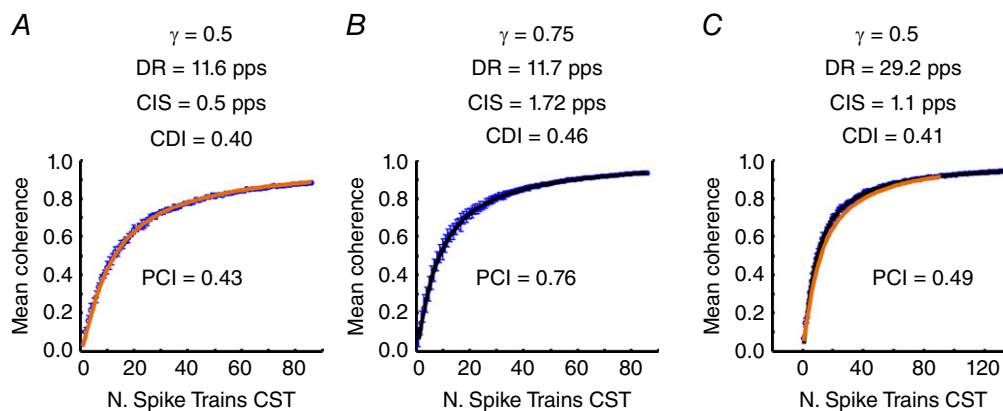 A
γ = 0.5
DR = 11.6 pps
CIS = 0.5 pps
CDI = 0.40
1.0
0.8
0.6
0.4
0.2
0.0
Mean coherence
PCI = 0.43
0 20 40 60 80
N. Spike Trains CST
B
γ = 0.75
DR = 11.7 pps
CIS = 1.72 pps
CDI = 0.46
1.0
0.8
0.6
0.4
0.2
0.0
Mean coherence
PCI = 0.76
0 20 40 60 80
N. Spike Trains CST
C
γ = 0.5
DR = 29.2 pps
CIS = 1.1 pps
CDI = 0.41
1.0
0.8
0.6
0.4
0.2
0.0
Mean coherence
PCI = 0.49
0 40 80 120
N. Spike Trains CST